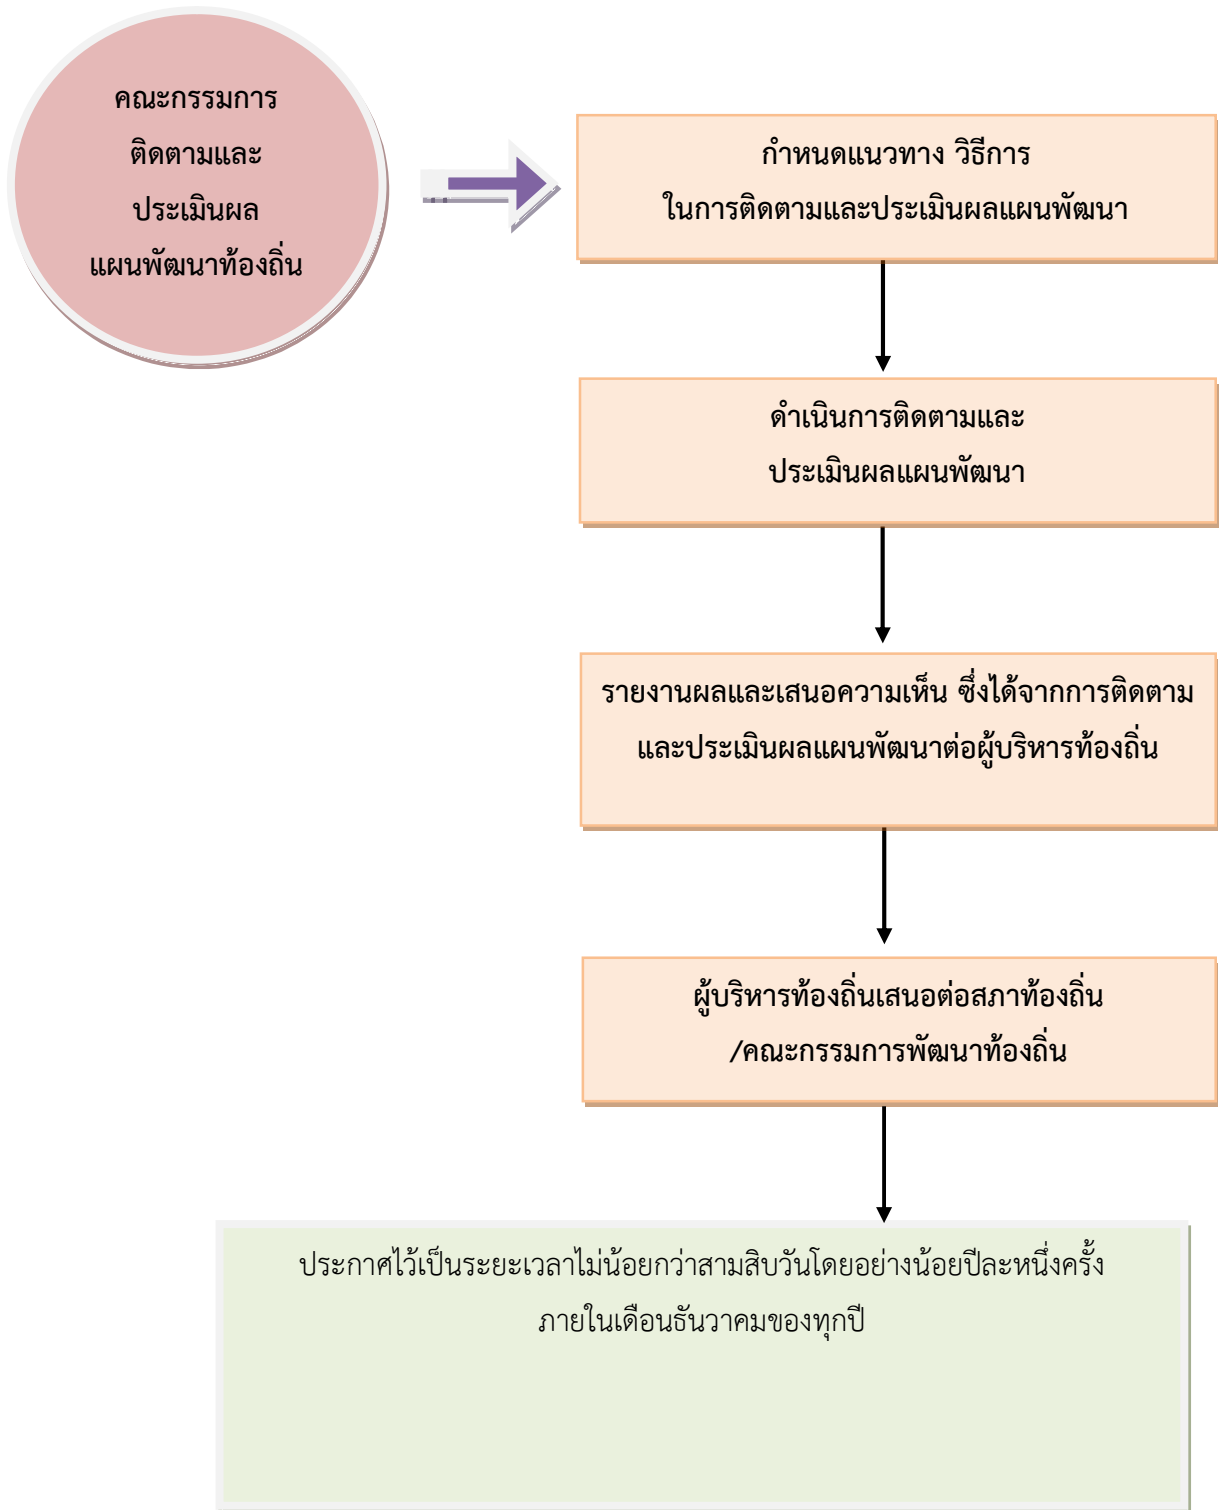 คณะกรรมการ
ติดตามและ
ประเมินผล
แผนพัฒนาท้องถิ่น
กำหนดแนวทาง วิธีการ
ในการติดตามและประเมินผลแผนพัฒนา
ดำเนินการติดตามและ
ประเมินผลแผนพัฒนา
รายงานผลและเสนอความเห็น ซึ่งได้จากการติดตาม
และประเมินผลแผนพัฒนาต่อผู้บริหารท้องถิ่น
ผู้บริหารท้องถิ่นเสนอต่อสภาท้องถิ่น
/คณะกรรมการพัฒนาท้องถิ่น
ประกาศไว้เป็นระยะเวลาไม่น้อยกว่าสามสิบวันโดยอย่างน้อยปีละหนึ่งครั้ง
ภายในเดือนธันวาคมของทุกปี